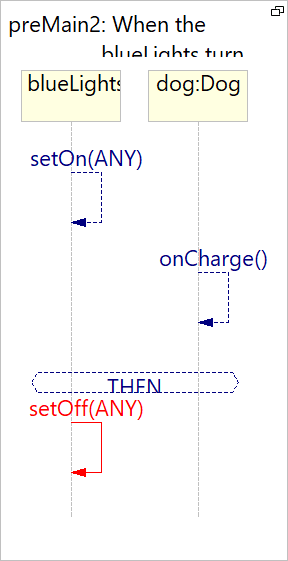 preMain2: When the
blueLights turn
blueLights
dog:Dog
setOn(ANY)
onCharge()
THEN
setOff(ANY)